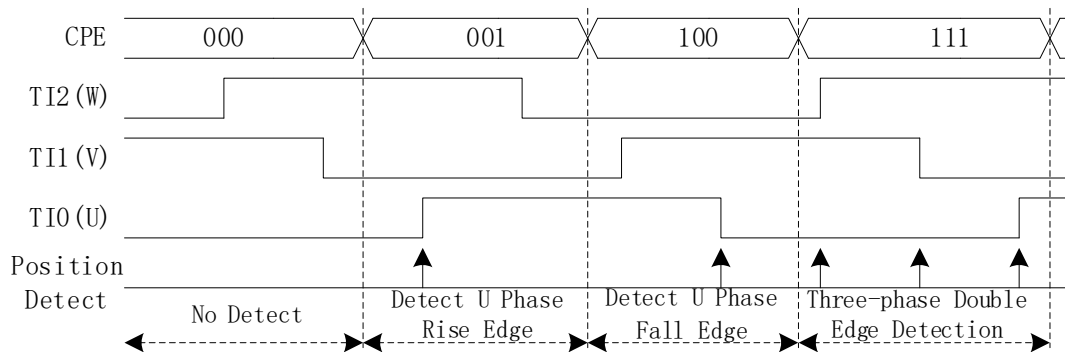 CPE 000 001 100 111
TI2(W)
TI1(V)
TI0(U)
Position
Detect
No Detect
Detect U Phase
Rise Edge
Detect U Phase
Fall Edge
Three-phase Double
Edge Detection